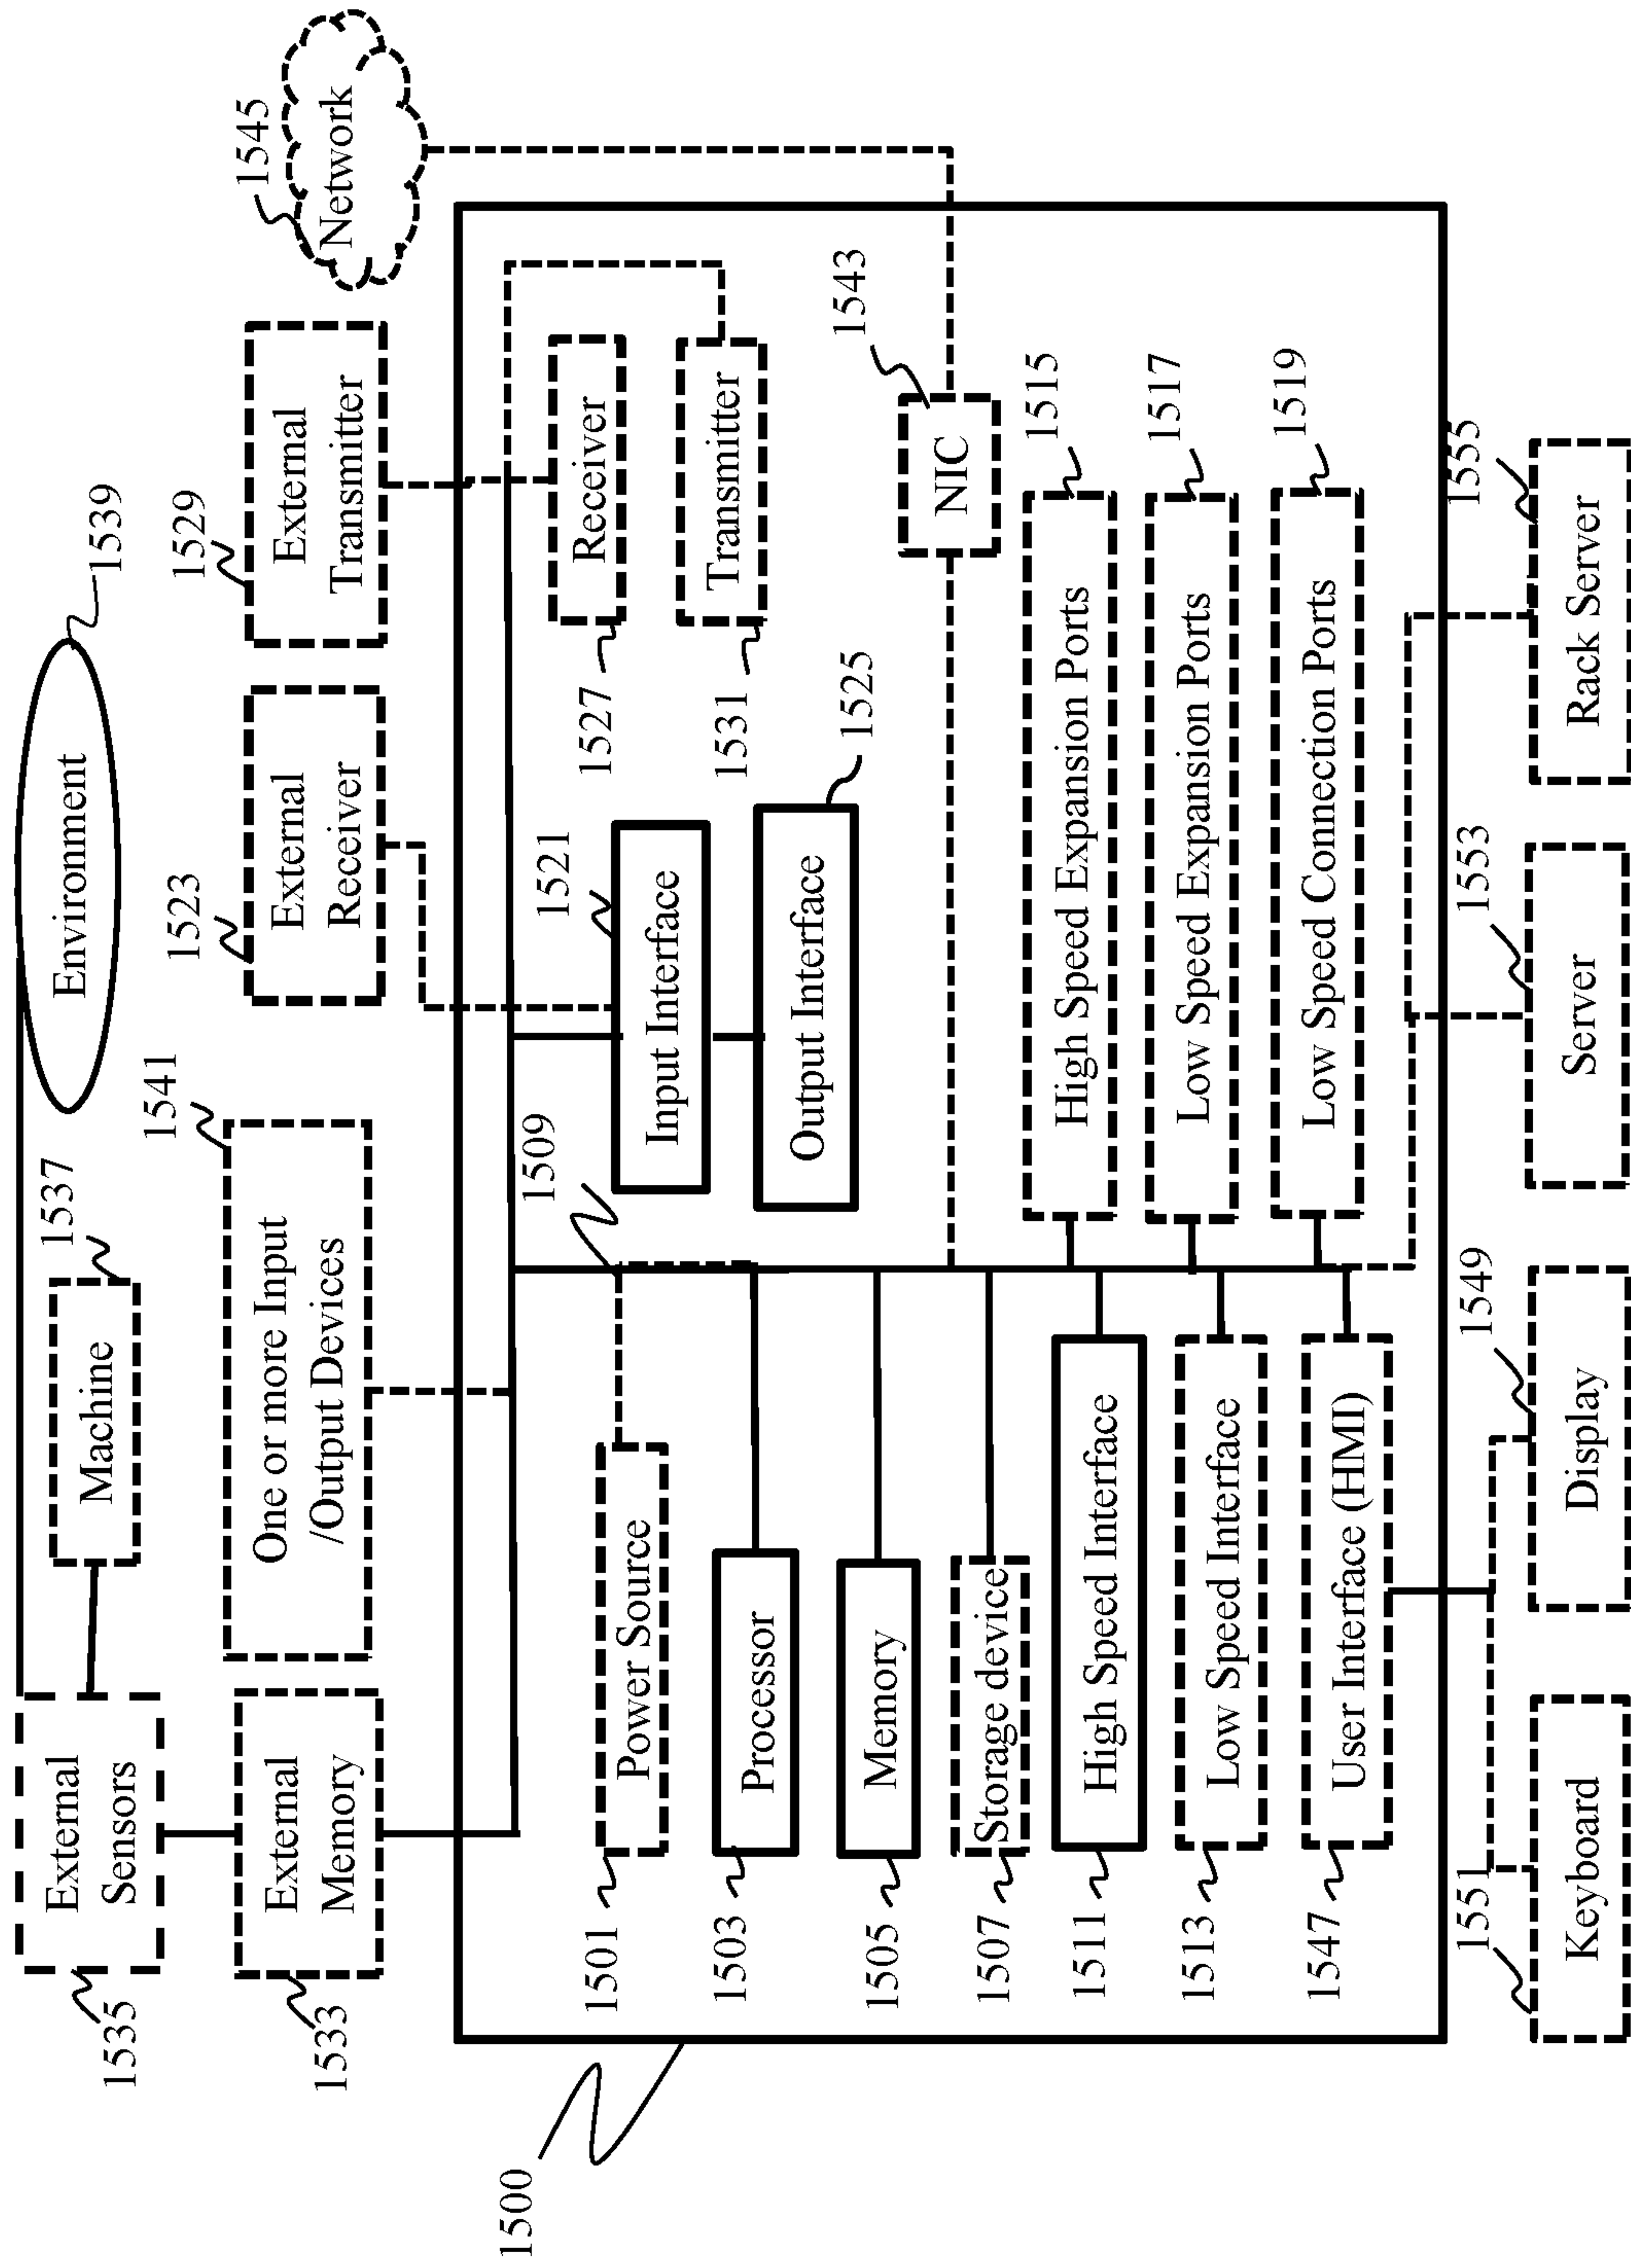 1535
External
Sensors
1537
Machine
Environment
1539
1533
External
Memory
1541
One or more Input
/Output Devices
1523
External
Receiver
1529
External
Transmitter
1545
Network
1500
1509
1501
Power Source
1503
Processor
1505
Memory
1507
Storage device
1511
High Speed Interface
1513
Low Speed Interface
1547
User Interface (HMI)
1521
Input Interface
1525
Output Interface
1527
Receiver
1531
Transmitter
1543
NIC
1515
High Speed Expansion Ports
1517
Low Speed Expansion Ports
1519
Low Speed Connection Ports
1551
Keyboard
1549
Display
1553
Server
1555
Rack Server